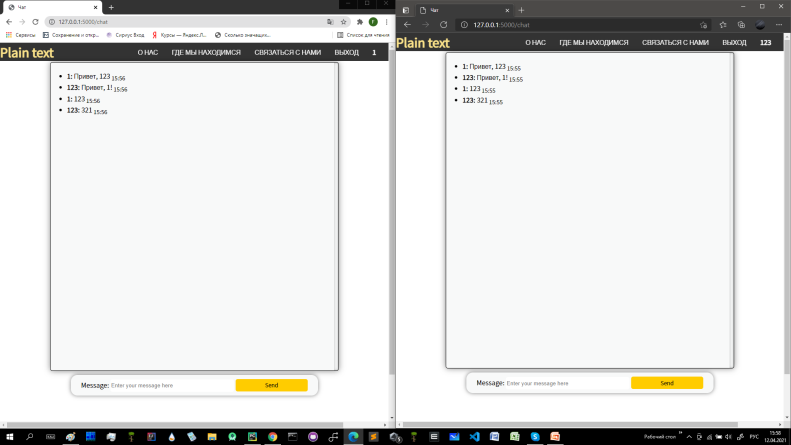 Чат
Г
127.0.0.1:5000/chat
Сервисы Сохранение и откр... Сириус Вход Курсы — Яндекс.Л... Сколько значащи... Список для чтения
Plain text О НАС ГДЕ МЫ НАХОДИМСЯ СВЯЗАТЬСЯ С НАМИ ВЫХОД 1
1: Привет, 123 15:56
123: Привет, 1! 15:56
1: 123 15:56
123: 321 15:56
Message: Enter your message here Send
Чат
127.0.0.1:5000/chat
Plain text О НАС ГДЕ МЫ НАХОДИМСЯ СВЯЗАТЬСЯ С НАМИ ВЫХОД 123
1: Привет, 123 15:55
123: Привет, 1! 15:55
1: 123 15:55
123: 321 15:55
Message: Enter your message here Send
Рабочий стол РУС 15:58
12.04.2021